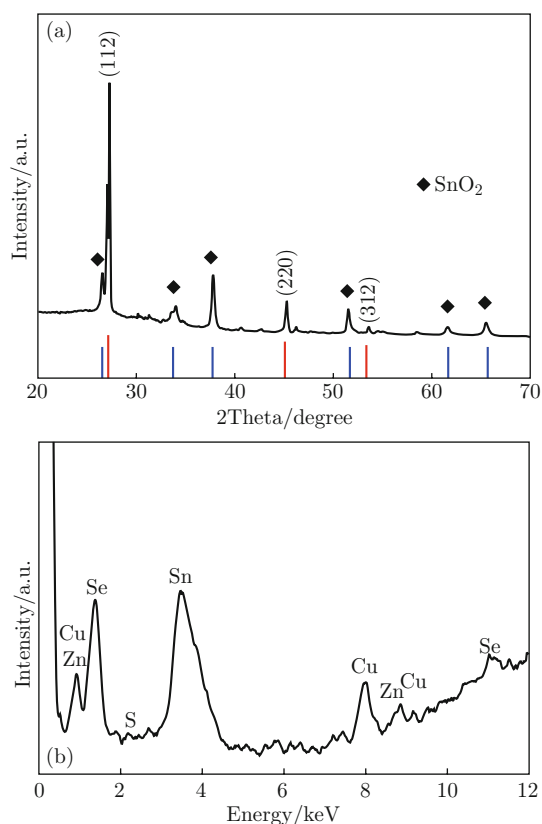 (a)
(112)
Intensity/a.u.
◆ SnO₂
(220)
(312)
20 30 40 50 60 70
2Theta/degree
Intensity/a.u.
Se
Sn
Cu
Zn
S
Cu
Zn Cu
Se
(b)
0 2 4 6 8 10 12
Energy/keV